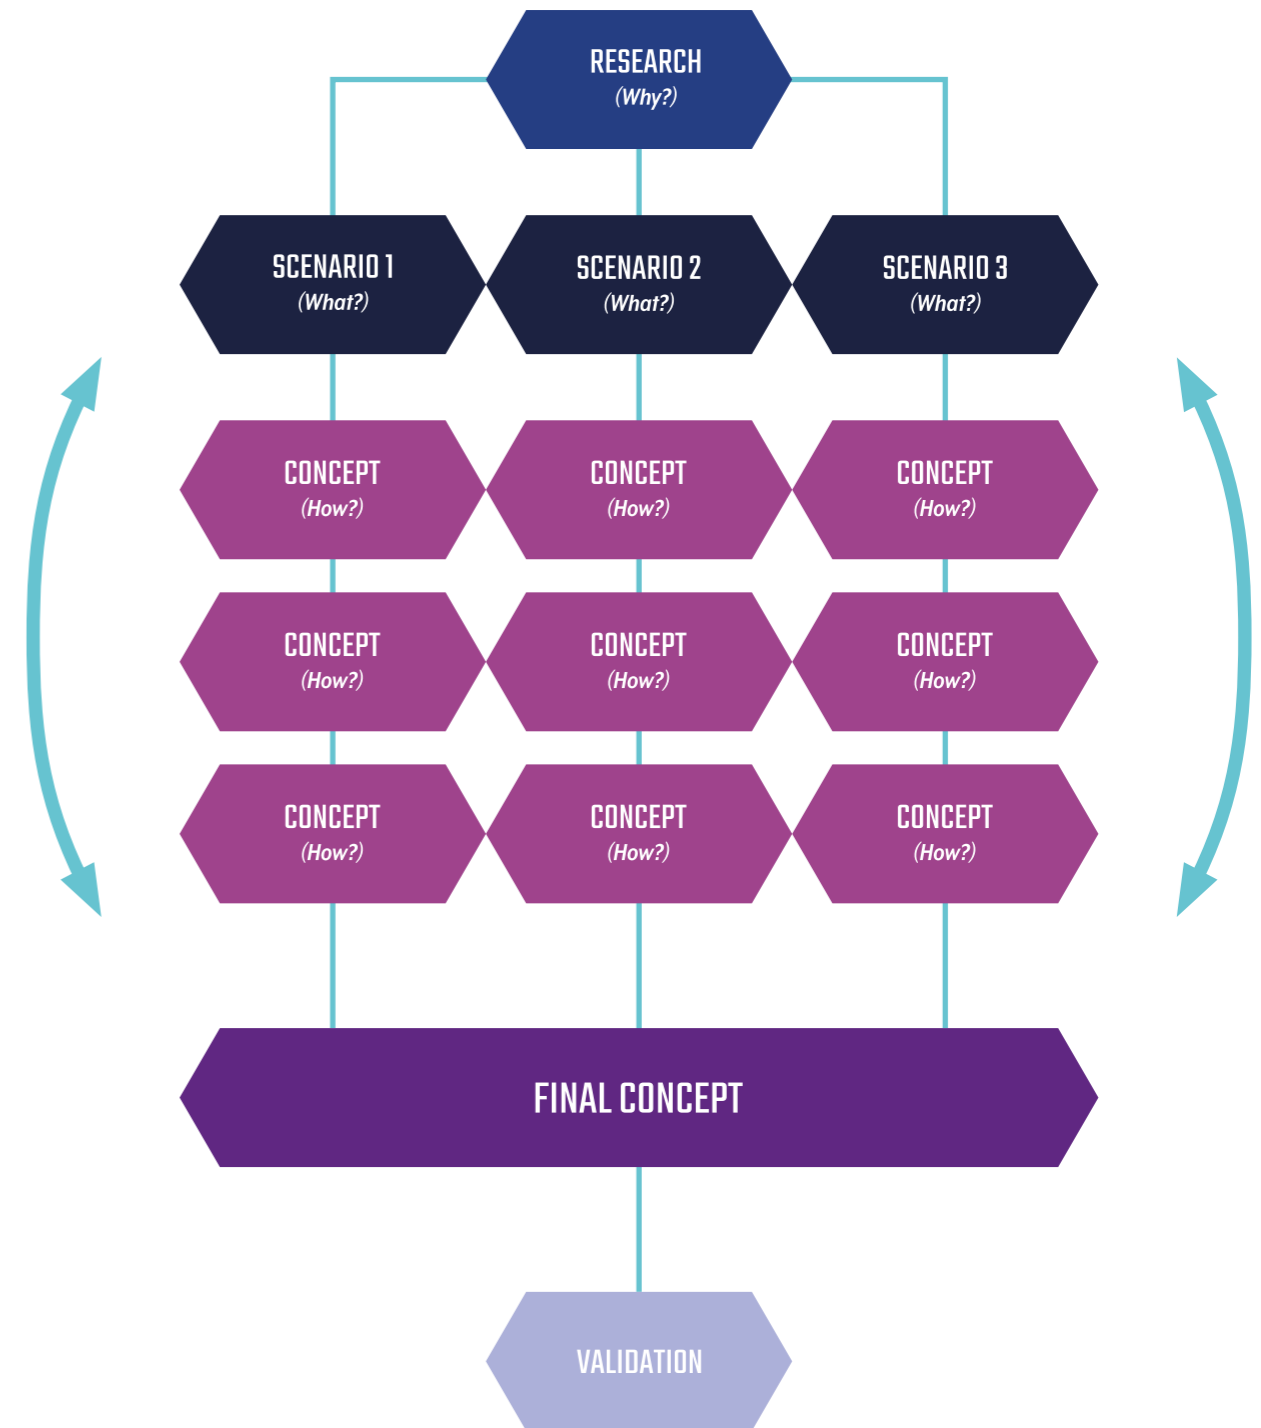 RESEARCH
(Why?)
SCENARIO 1
(What?)
SCENARIO 2
(What?)
SCENARIO 3
(What?)
CONCEPT
(How?)
CONCEPT
(How?)
CONCEPT
(How?)
CONCEPT
(How?)
CONCEPT
(How?)
CONCEPT
(How?)
CONCEPT
(How?)
CONCEPT
(How?)
CONCEPT
(How?)
FINAL CONCEPT
VALIDATION